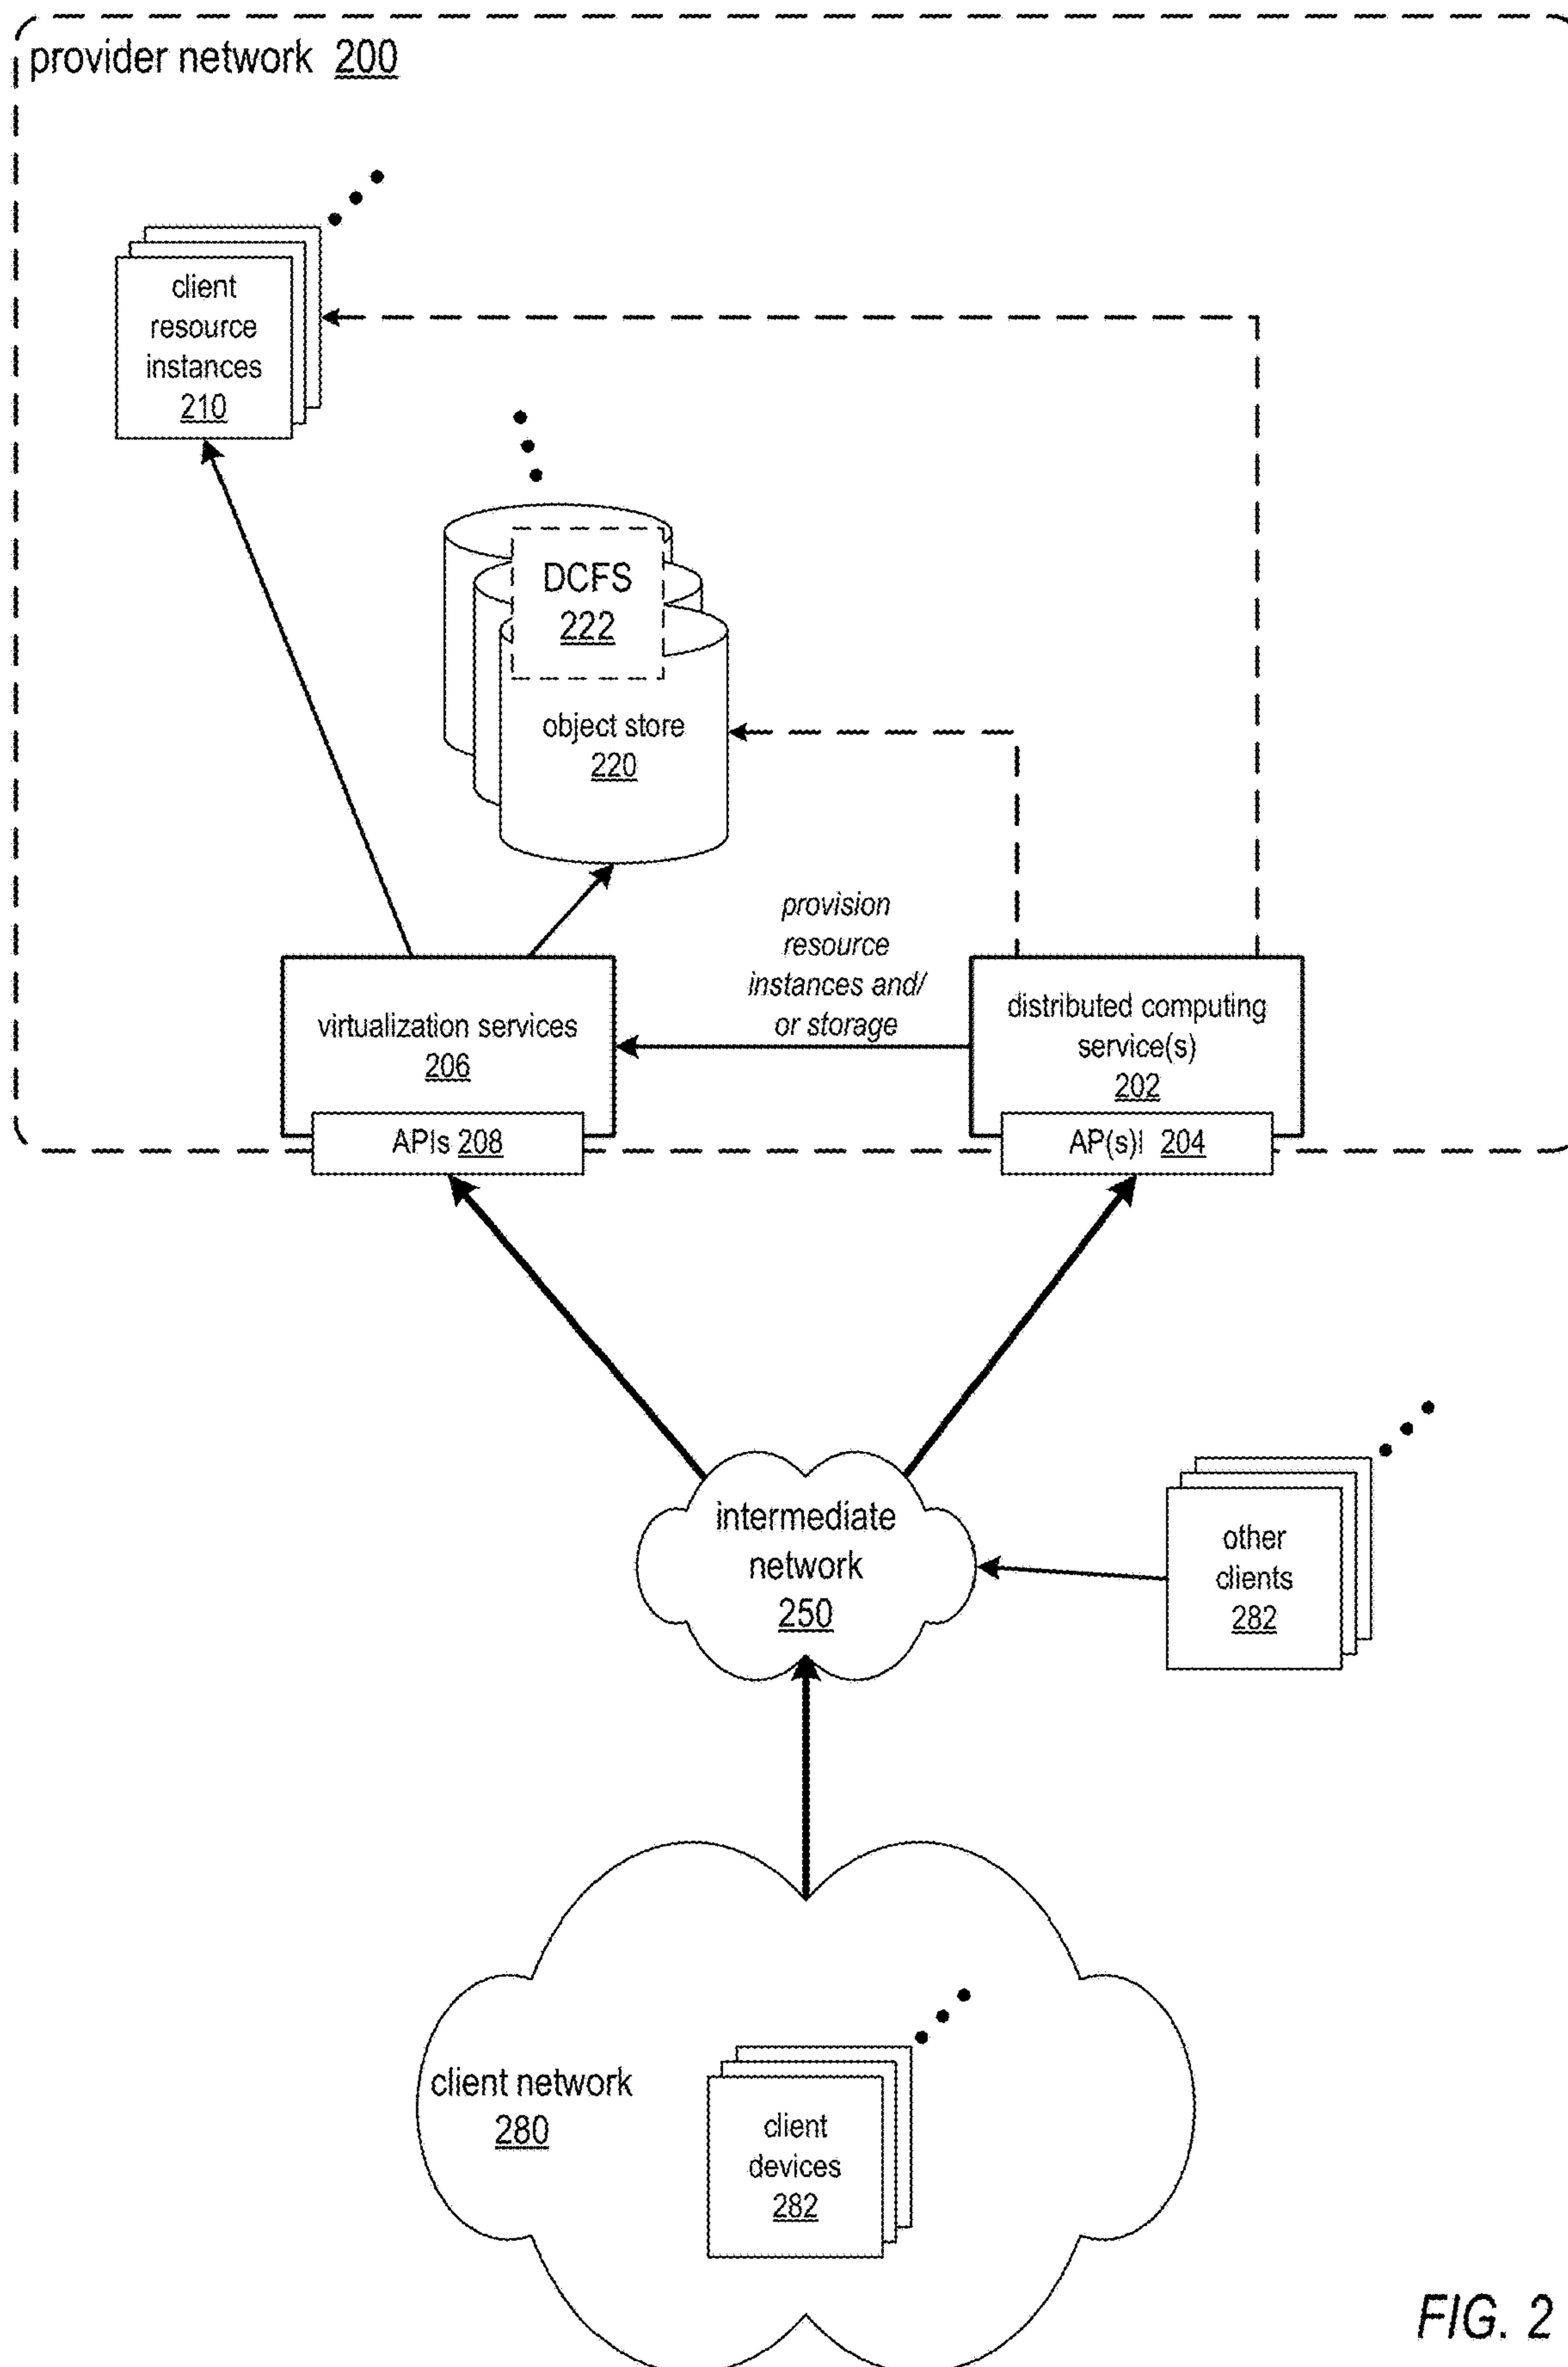 provider network 200
client
resource
instances
210
DCFS
222
object store
220
provision
resource
instances and/
or storage
virtualization services
206
APIs 208
distributed computing
service(s)
202
AP(s)I 204
intermediate
network
250
other
clients
282
client network
280
client
devices
282
FIG. 2